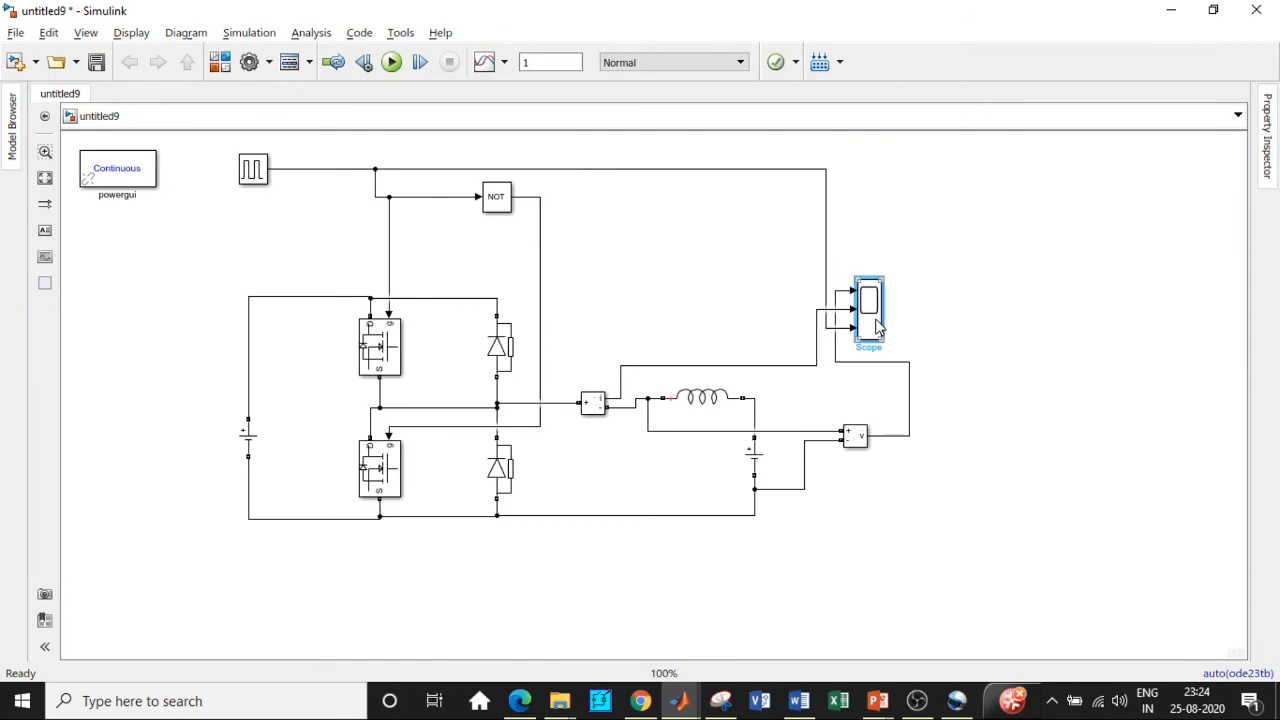 untitled9 * - Simulink
File Edit View Display Diagram Simulation Analysis Code Tools Help
1 Normal
untitled9
untitled9
Model Browser
Property Inspector
Continuous
powergui
NOT
Scope
g
S
g
S
+
i
-
+
-
v
+
+
Ready 100% auto(ode23tb)
Type here to search
ENG
IN
23:24
25-08-2020